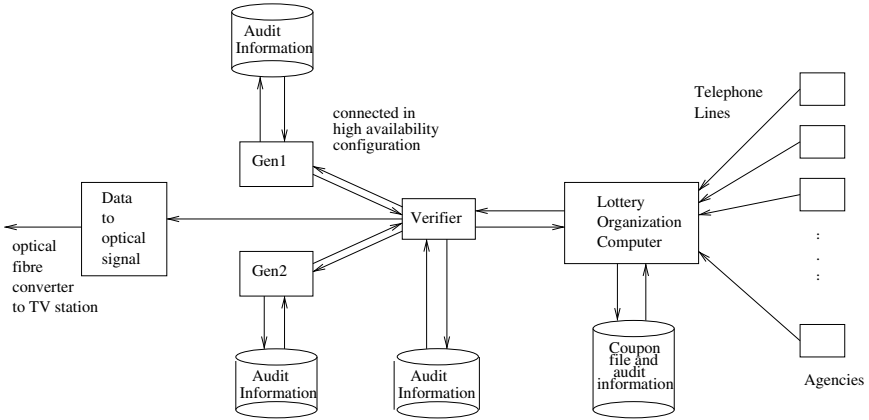 Audit
Information
connected in
high availability
configuration
Gen1
Telephone
Lines
Data
to
optical
signal
Verifier
Lottery
Organization
Computer
optical
fibre
converter
to TV station
Gen2
:
.
:
Audit
Information
Audit
Information
Coupon
file and
audit
information
Agencies